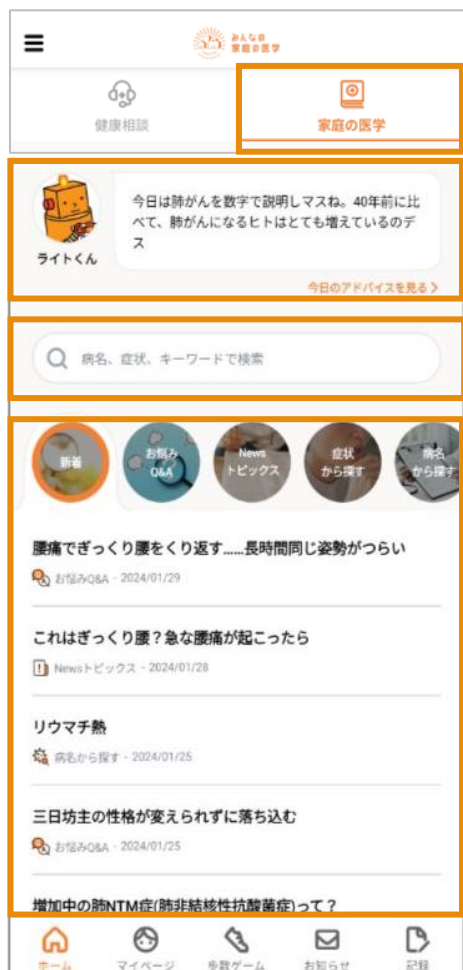 みんなの
家庭の医学
健康相談
家庭の医学
今日は肺がんを数字で説明しマスね。40年前に比
べて、肺がんになるヒトはとても増えているのデ
ス
ライトくん
今日のアドバイスを見る
病名、症状、キーワードで検索
新着
お悩み
Q&A
News
トピックス
症状
から探す
病名
から探す
腰痛でぎっくり腰をくり返す……長時間同じ姿勢がつらい
お悩みQ&A - 2024/01/29
これはぎっくり腰？急な腰痛が起こったら
Newsトピックス - 2024/01/28
リウマチ熱
病名から探す - 2024/01/25
三日坊主の性格が変えられずに落ち込む
お悩みQ&A - 2024/01/25
増加中の肺NTM症(肺非結核性抗酸菌症)って？
ホーム
マイページ
歩数ゲーム
お知らせ
記録